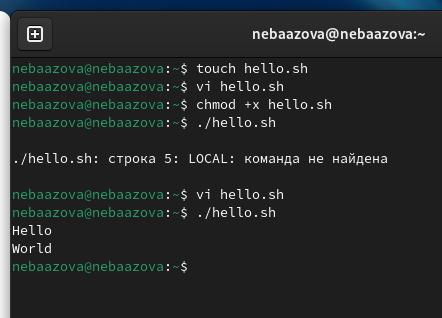 nebaazova@nebaazova:~
nebaazova@nebaazova:~$ touch hello.sh
nebaazova@nebaazova:~$ vi hello.sh
nebaazova@nebaazova:~$ chmod +x hello.sh
nebaazova@nebaazova:~$ ./hello.sh
./hello.sh: строка 5: LOCAL: команда не найдена
nebaazova@nebaazova:~$ vi hello.sh
nebaazova@nebaazova:~$ ./hello.sh
Hello
World
nebaazova@nebaazova:~$